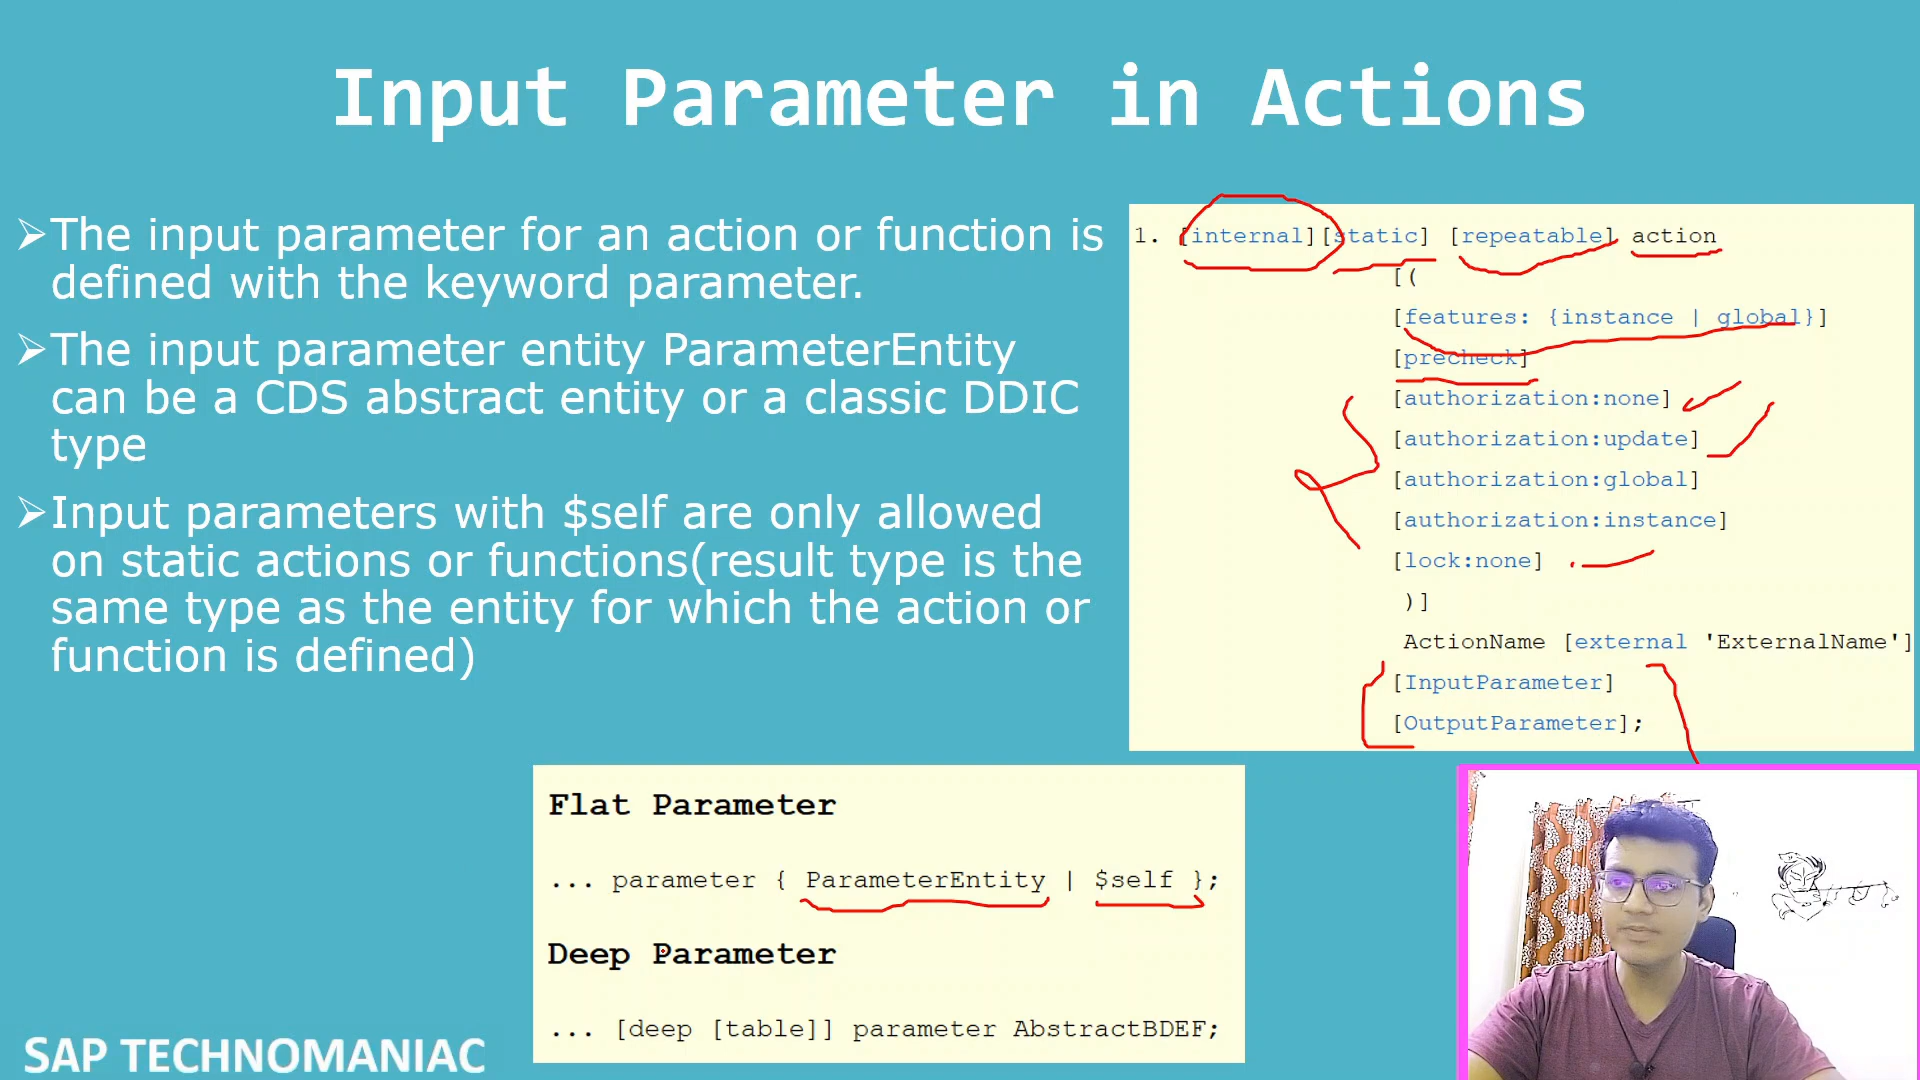 Input Parameter in Actions
➢The input parameter for an action or function is
defined with the keyword parameter.
➢The input parameter entity ParameterEntity
can be a CDS abstract entity or a classic DDIC
type
➢Input parameters with $self are only allowed
on static actions or functions(result type is the
same type as the entity for which the action or
function is defined)
1. [internal][static] [repeatable] action
[(
[features: {instance | global}]
[precheck]
[authorization:none]
[authorization:update]
[authorization:global]
[authorization:instance]
[lock:none]
)]
ActionName [external 'ExternalName']
[InputParameter]
[OutputParameter];
Flat Parameter
... parameter { ParameterEntity | $self };
Deep Parameter
... [deep [table]] parameter AbstractBDEF;
SAP TECHNOMANIAC